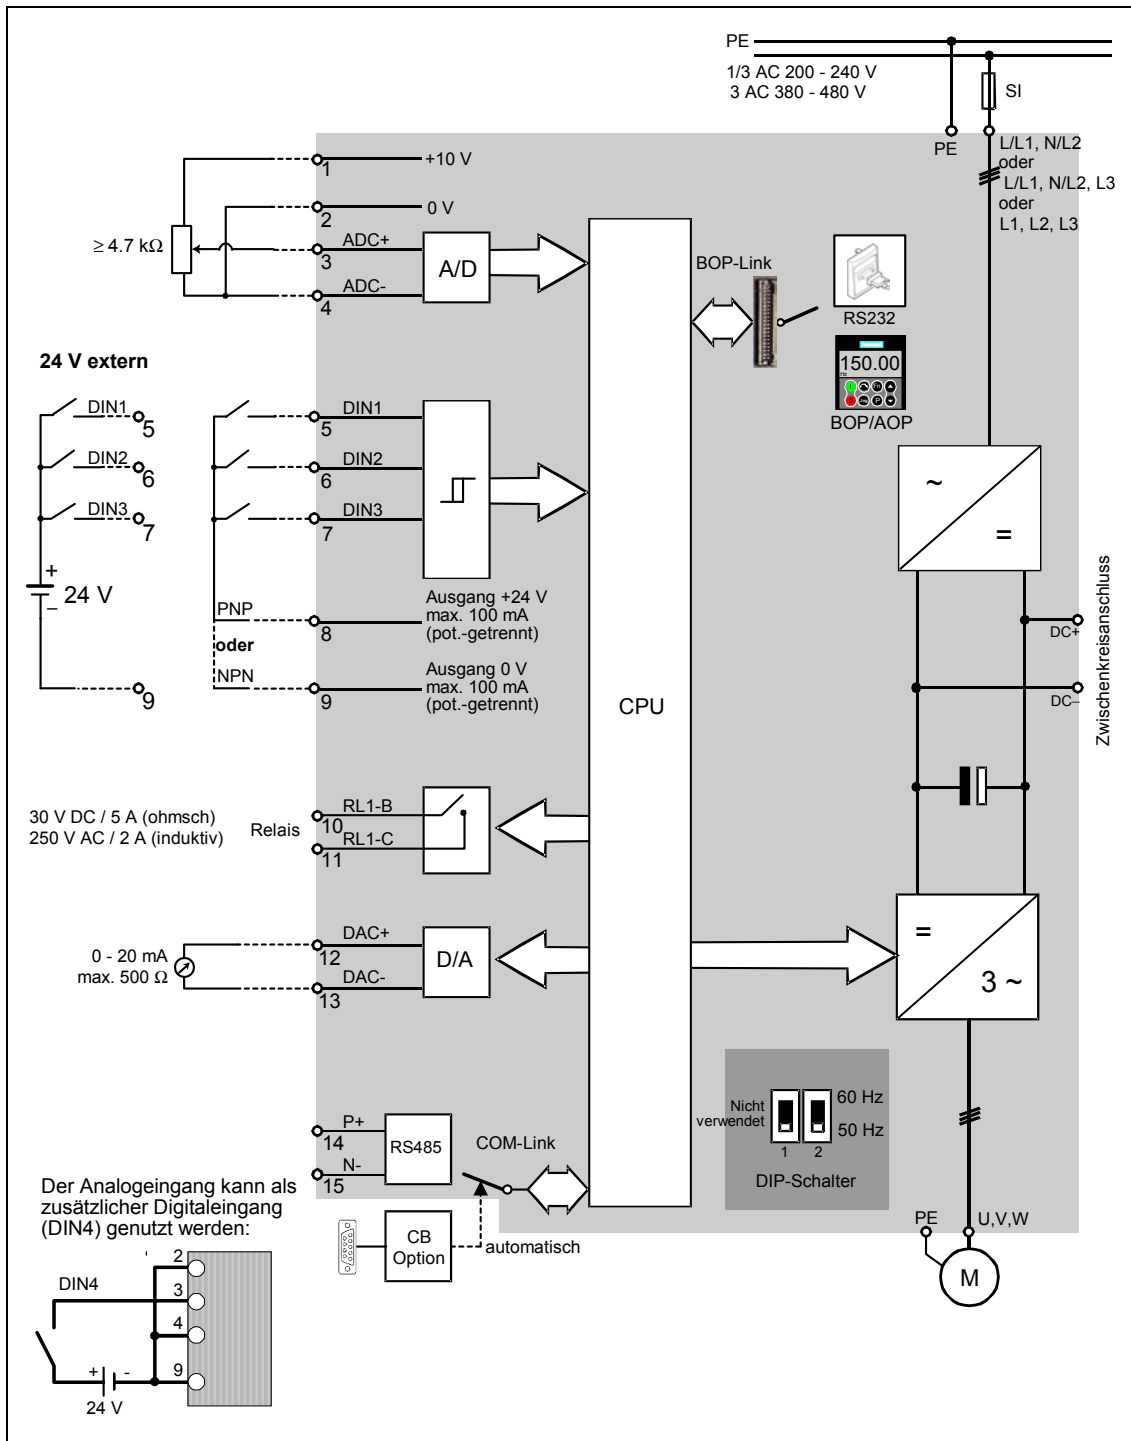 PE
1/3 AC 200 - 240 V
3 AC 380 - 480 V
SI
PE
L/L1, N/L2
oder
L/L1, N/L2, L3
oder
L1, L2, L3
1
+10 V
2
0 V
≥ 4.7 kΩ
3
ADC+
4
ADC-
A/D
BOP-Link
RS232
150.00
Hz
BOP/AOP
24 V extern
DIN1
5
DIN2
6
DIN3
7
+
24 V
–
9
DIN1
5
DIN2
6
DIN3
7
PNP
8
oder
NPN
9
Ausgang +24 V
max. 100 mA
(pot.-getrennt)
Ausgang 0 V
max. 100 mA
(pot.-getrennt)
CPU
~
=
DC+
DC–
Zwischenkreisanschluss
30 V DC / 5 A (ohmsch)
250 V AC / 2 A (induktiv)
Relais
RL1-B
10
RL1-C
11
0 - 20 mA
max. 500 Ω
DAC+
12
DAC-
13
D/A
=
3 ~
P+
14
N-
15
RS485
COM-Link
CB
Option
automatisch
Nicht
verwendet
60 Hz
50 Hz
1
2
DIP-Schalter
PE
U,V,W
M
Der Analogeingang kann als
zusätzlicher Digitaleingang
(DIN4) genutzt werden:
2
DIN4
3
4
9
+
-
24 V